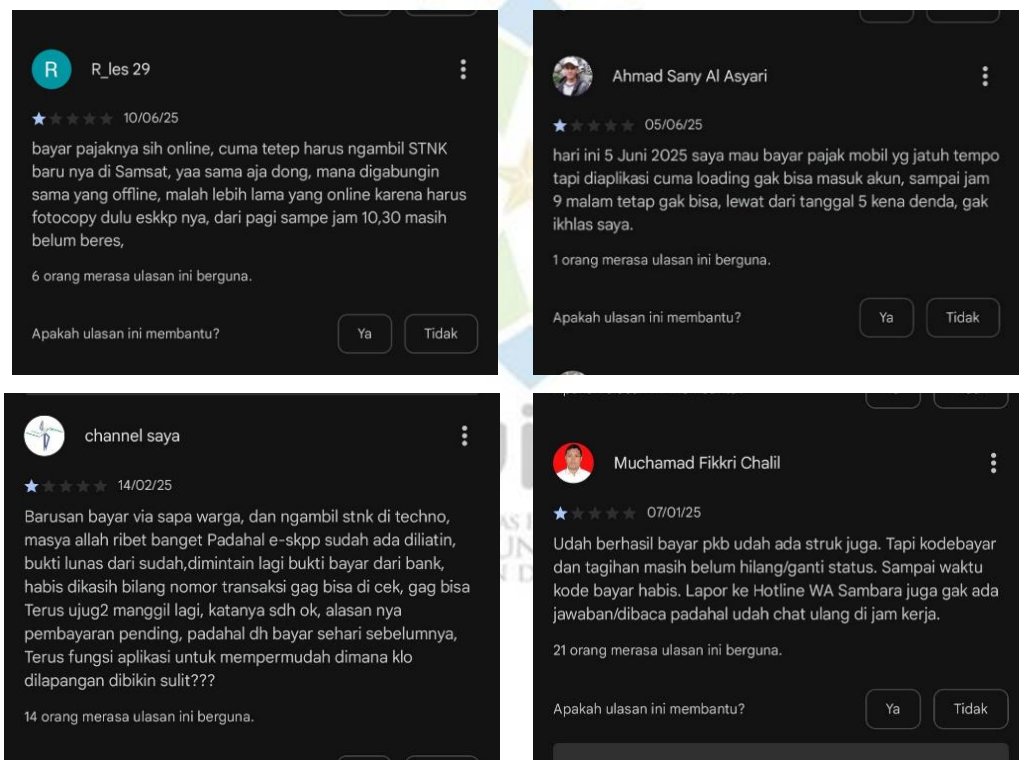 R
R_les 29
10/06/25
bayar pajaknya sih online, cuma tetep harus ngambil STNK
baru nya di Samsat, yaa sama aja dong, mana digabungin
sama yang offline, malah lebih lama yang online karena harus
fotocopy dulu eskkp nya, dari pagi sampe jam 10,30 masih
belum beres,
6 orang merasa ulasan ini berguna.
Apakah ulasan ini membantu?
Ya
Tidak
Ahmad Sany Al Asyari
05/06/25
hari ini 5 Juni 2025 saya mau bayar pajak mobil yg jatuh tempo
tapi diaplikasi cuma loading gak bisa masuk akun, sampai jam
9 malam tetap gak bisa, lewat dari tanggal 5 kena denda, gak
ikhlas saya.
1 orang merasa ulasan ini berguna.
Apakah ulasan ini membantu?
Ya
Tidak
channel saya
14/02/25
Barusan bayar via sapa warga, dan ngambil stnk di techno,
masya allah ribet banget Padahal e-skpp sudah ada diliatin,
bukti lunas dari sudah,dimintain lagi bukti bayar dari bank,
habis dikasih bilang nomor transaksi gag bisa di cek, gag bisa
Terus ujug2 manggil lagi, katanya sdh ok, alasan nya
pembayaran pending, padahal dh bayar sehari sebelumnya,
Terus fungsi aplikasi untuk mempermudah dimana klo
dilapangan dibikin sulit???
14 orang merasa ulasan ini berguna.
Muchamad Fikkri Chalil
07/01/25
Udah berhasil bayar pkb udah ada struk juga. Tapi kodebayar
dan tagihan masih belum hilang/ganti status. Sampai waktu
kode bayar habis. Lapor ke Hotline WA Sambara juga gak ada
jawaban/dibaca padahal udah chat ulang di jam kerja.
21 orang merasa ulasan ini berguna.
Apakah ulasan ini membantu?
Ya
Tidak